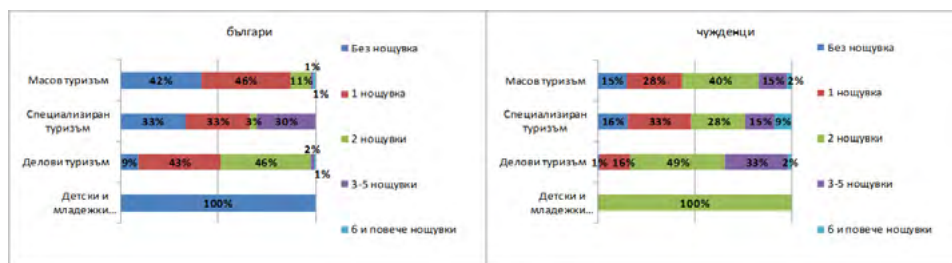 българи
Масов туризъм
42%
46%
11%
1%
1%
Специализиран
туризъм
33%
33%
3%
30%
Делови туризъм
9%
43%
46%
2%
1%
Детски и
младежки...
100%
Без нощувка
1 нощувка
2 нощувки
3-5 нощувки
6 и повече нощувки
чужденци
Масов туризъм
15%
28%
40%
15%
2%
Специализиран
туризъм
16%
33%
28%
15%
9%
Делови туризъм
1%
16%
49%
33%
2%
Детски и
младежки...
100%
Без нощувка
1 нощувка
2 нощувки
3-5 нощувки
6 и повече нощувки